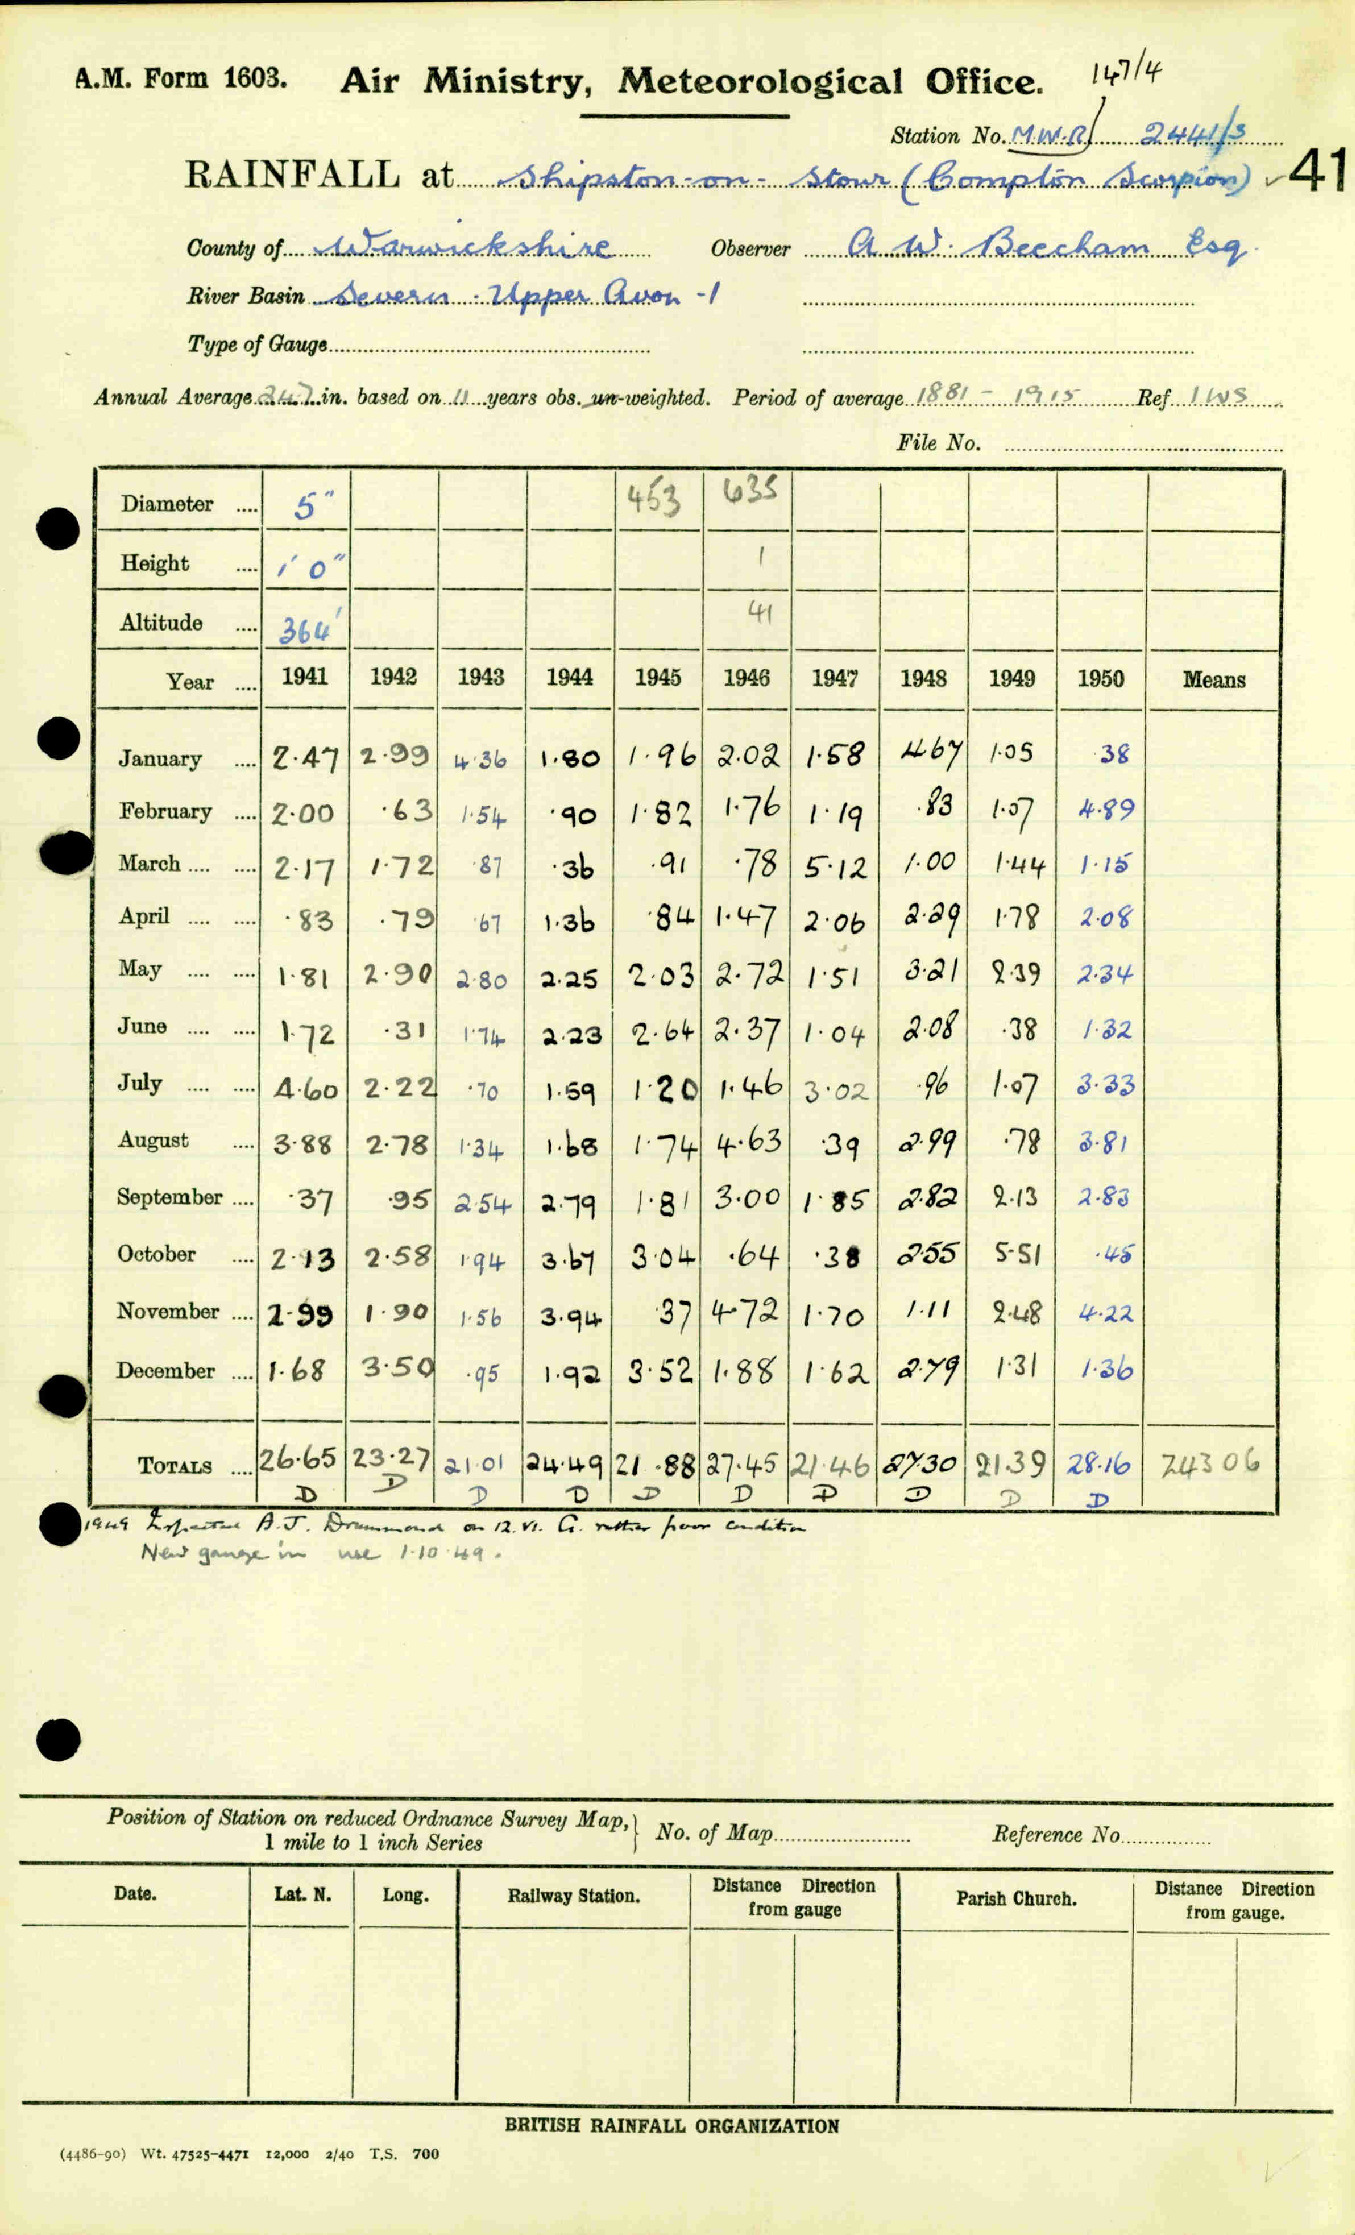 147/4
A.M. Form 1603. Air Ministry, Meteorological Office.
Station No. M.W.R/ 2441/3
RAINFALL at Shipston-on-Stour (Compton Scorpion) ✓ 41
County of Warwickshire Observer A W. Beecham Esq.
River Basin Severn - Upper Avon -1
Type of Gauge
Annual Average 24.7 in. based on 11 years obs. un-weighted. Period of average 1881 - 1915 Ref
File No.
Diameter .... 5" 453 635
Height .... 1' 0" 1
Altitude .... 364' 41
Year .... 1941 1942 1943 1944 1945 1946 1947 1948 1949 1950 Means
January .... 2.47 2.99 4.36 1.80 1.96 2.02 1.58 4.67 1.05 .38
February .... 2.00 .63 1.54 .90 1.82 1.76 1.19 .83 1.07 4.89
March .... .... 2.17 1.72 .87 .36 .91 .78 5.12 1.00 1.44 1.15
April .... .... .83 .79 .67 1.36 .84 1.47 2.06 2.29 1.78 2.08
May .... .... 1.81 2.90 2.80 2.25 2.03 2.72 1.51 3.21 2.39 2.34
June .... .... 1.72 .31 1.74 2.23 2.64 2.37 1.04 2.08 .38 1.32
July .... .... 4.60 2.22 .70 1.59 1.20 1.46 3.02 .96 1.07 3.33
August .... 3.88 2.78 1.34 1.68 1.74 4.63 .39 2.99 .78 3.81
September .... .37 .95 2.54 2.79 1.81 3.00 1.85 2.82 2.13 2.83
October .... 2.13 2.58 1.94 3.67 3.04 .64 .38 2.55 5.51 .45
November .... 2.99 1.90 1.56 3.94 .37 4.72 1.70 1.11 2.48 4.22
December .... 1.68 3.50 .95 1.92 3.52 1.88 1.62 2.79 1.31 1.36
TOTALS .... 26.65 23.27 21.01 24.49 21.88 27.45 21.46 27.30 21.39 28.16 243 06
D D D D D D D D D D
1949 Inspected A.J. Drummond on 12.VI. G. rather poor condition
New gauge in use 1.10.49.
Position of Station on reduced Ordnance Survey Map,} No. of Map Reference No
1 mile to 1 inch Series
Date. Lat. N. Long. Railway Station. Distance Direction from gauge Parish Church. Distance Direction from gauge.
BRITISH RAINFALL ORGANIZATION
(4486-90) Wt. 47525-4471 12,000 2/40 T.S. 700